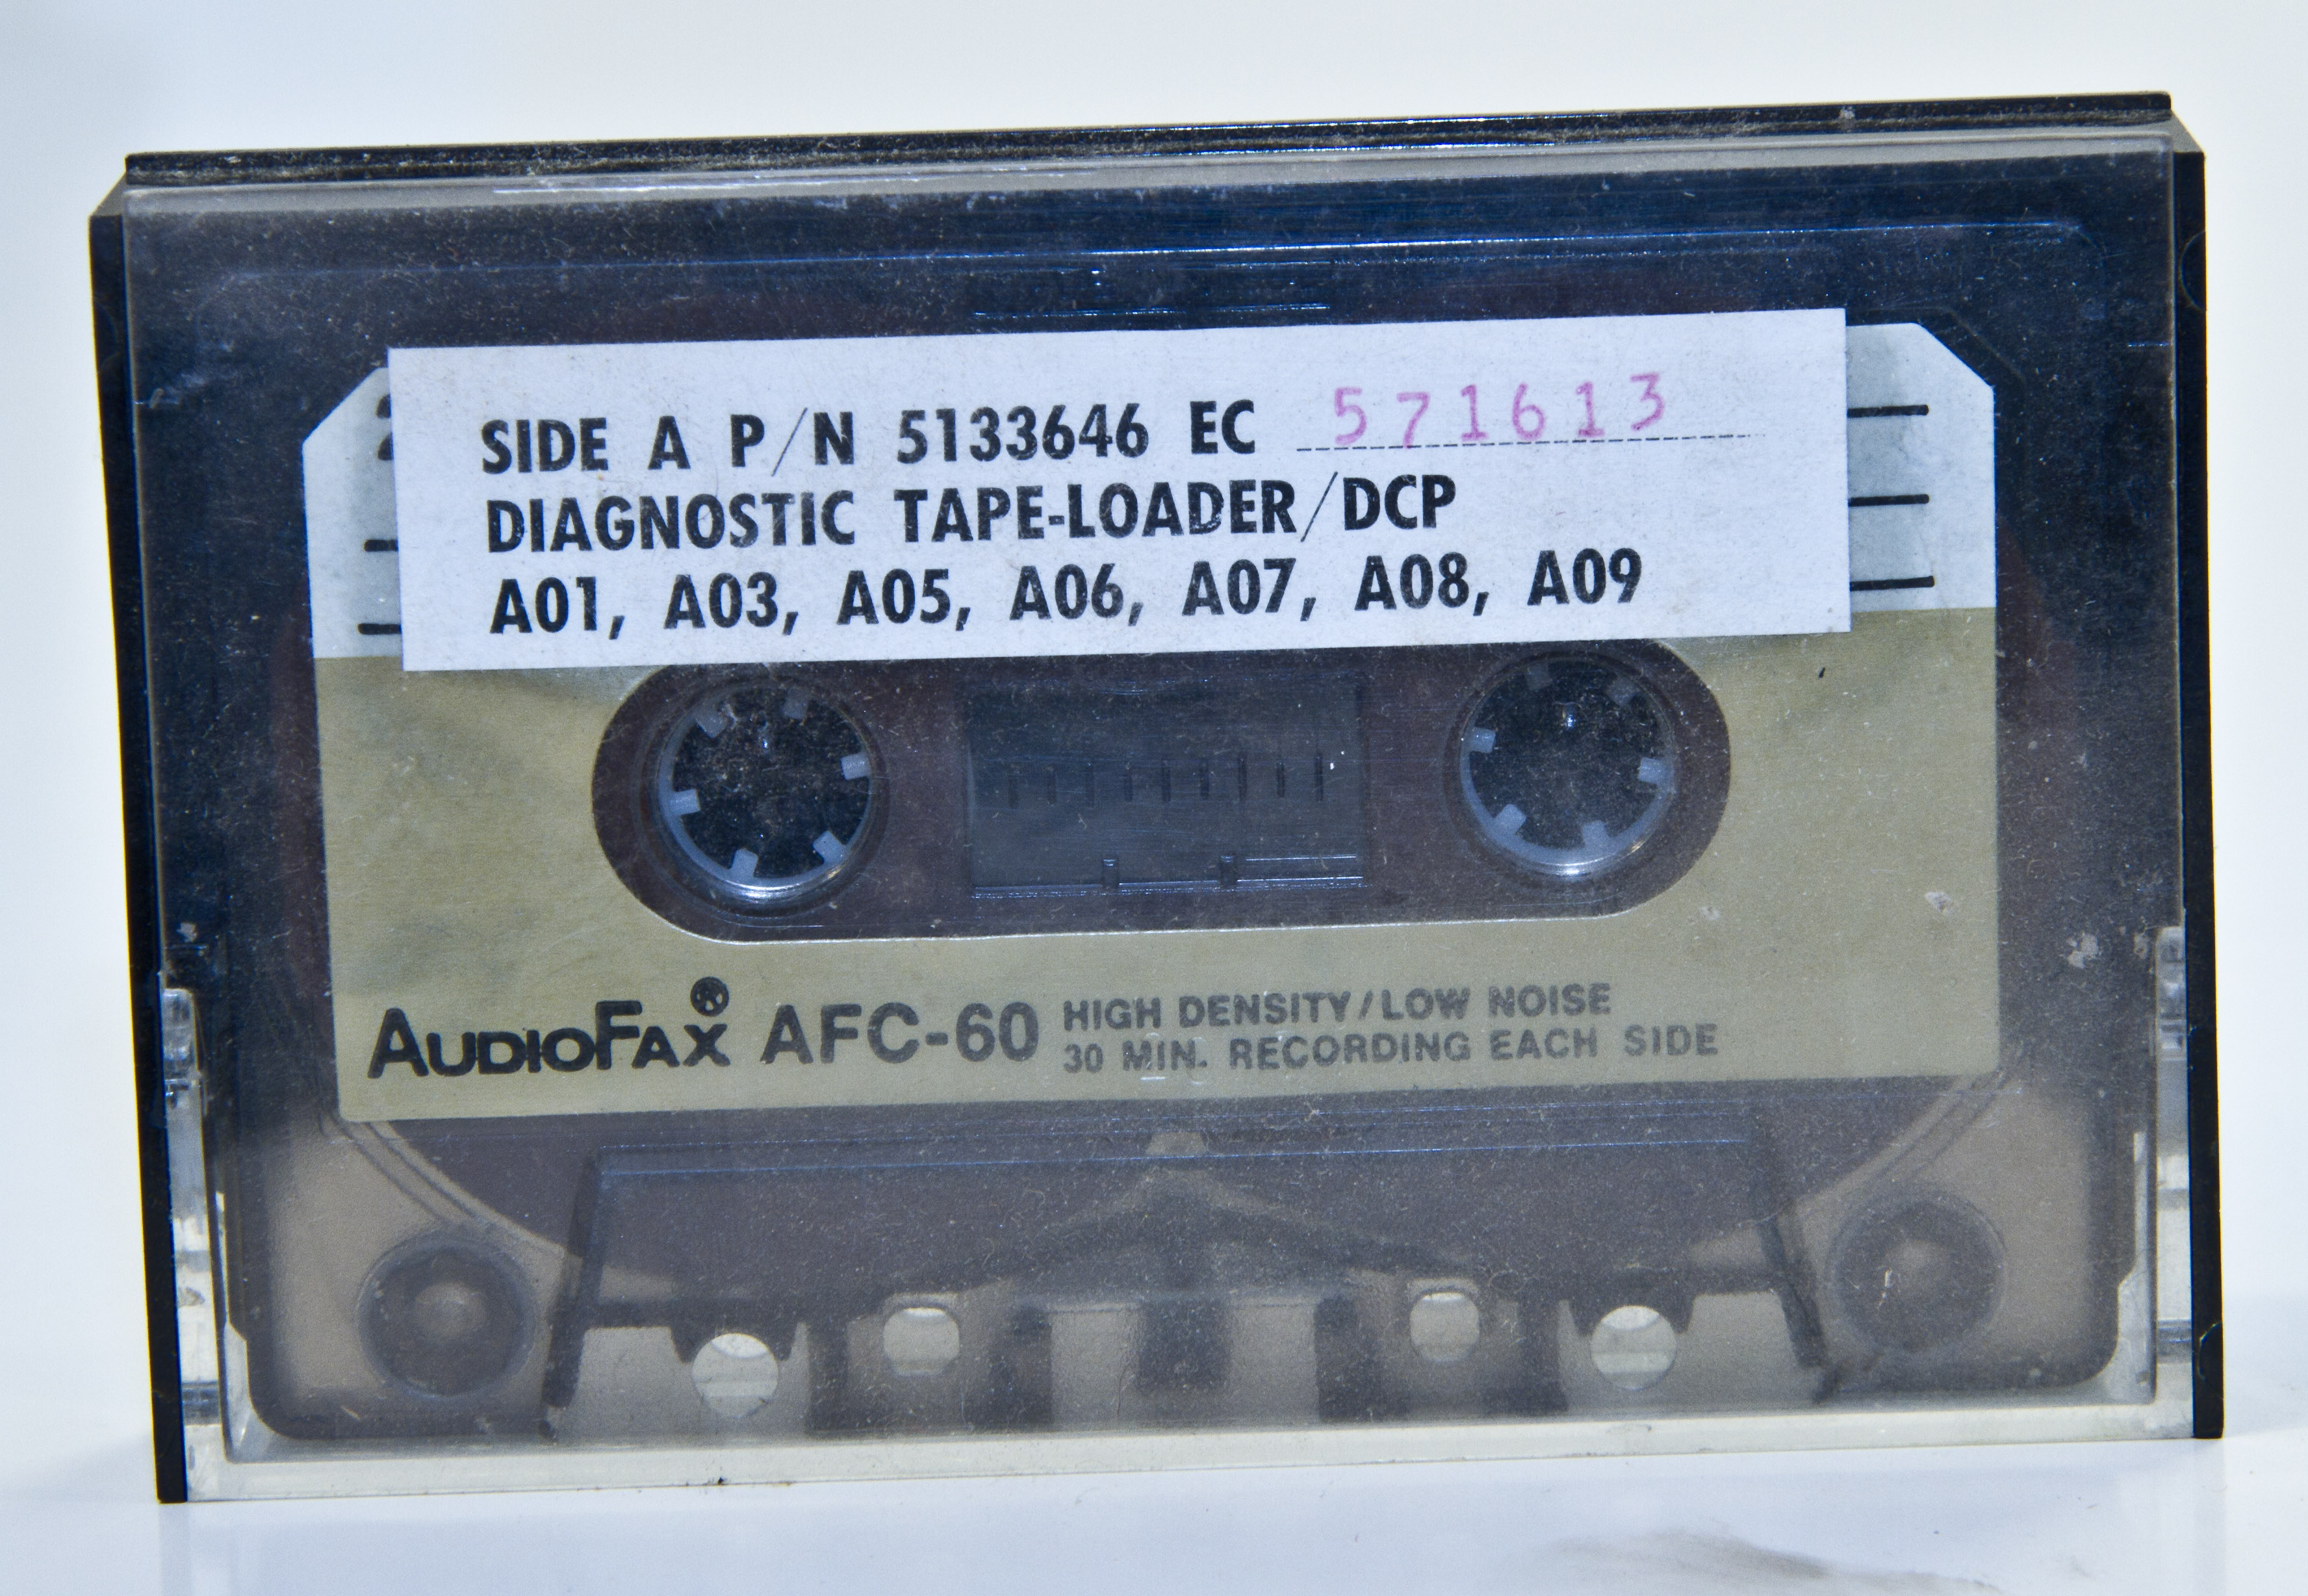 SIDE A P/N 5133646 EC 571613
DIAGNOSTIC TAPE-LOADER/DCP
A01, A03, A05, A06, A07, A08, A09
AUDIOFAX AFC-60
HIGH DENSITY/LOW NOISE
30 MIN. RECORDING EACH SIDE